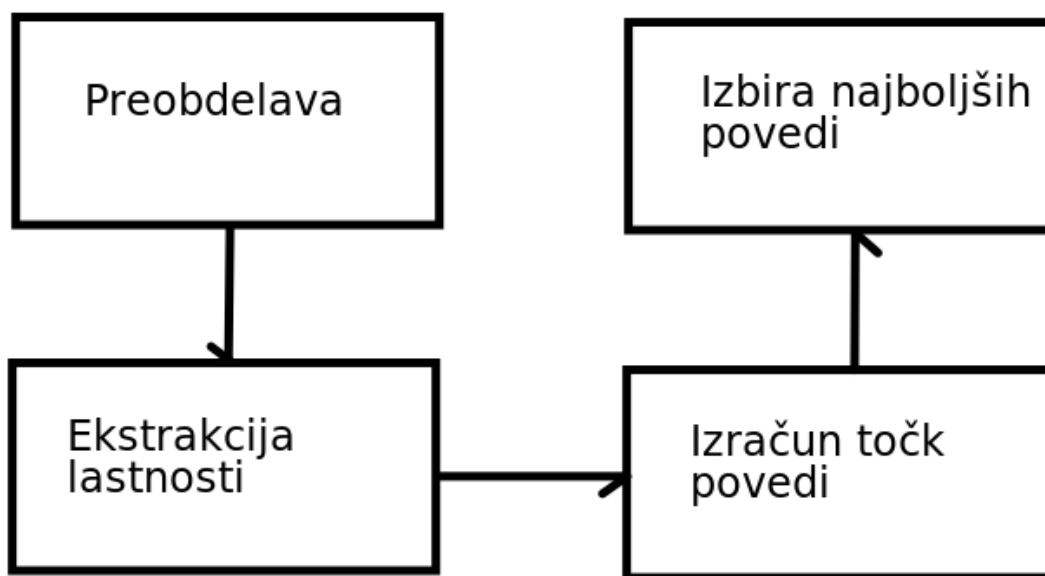 Preobdelava
Ekstrakcija
lastnosti
Izračun točk
povedi
Izbira najboljših
povedi